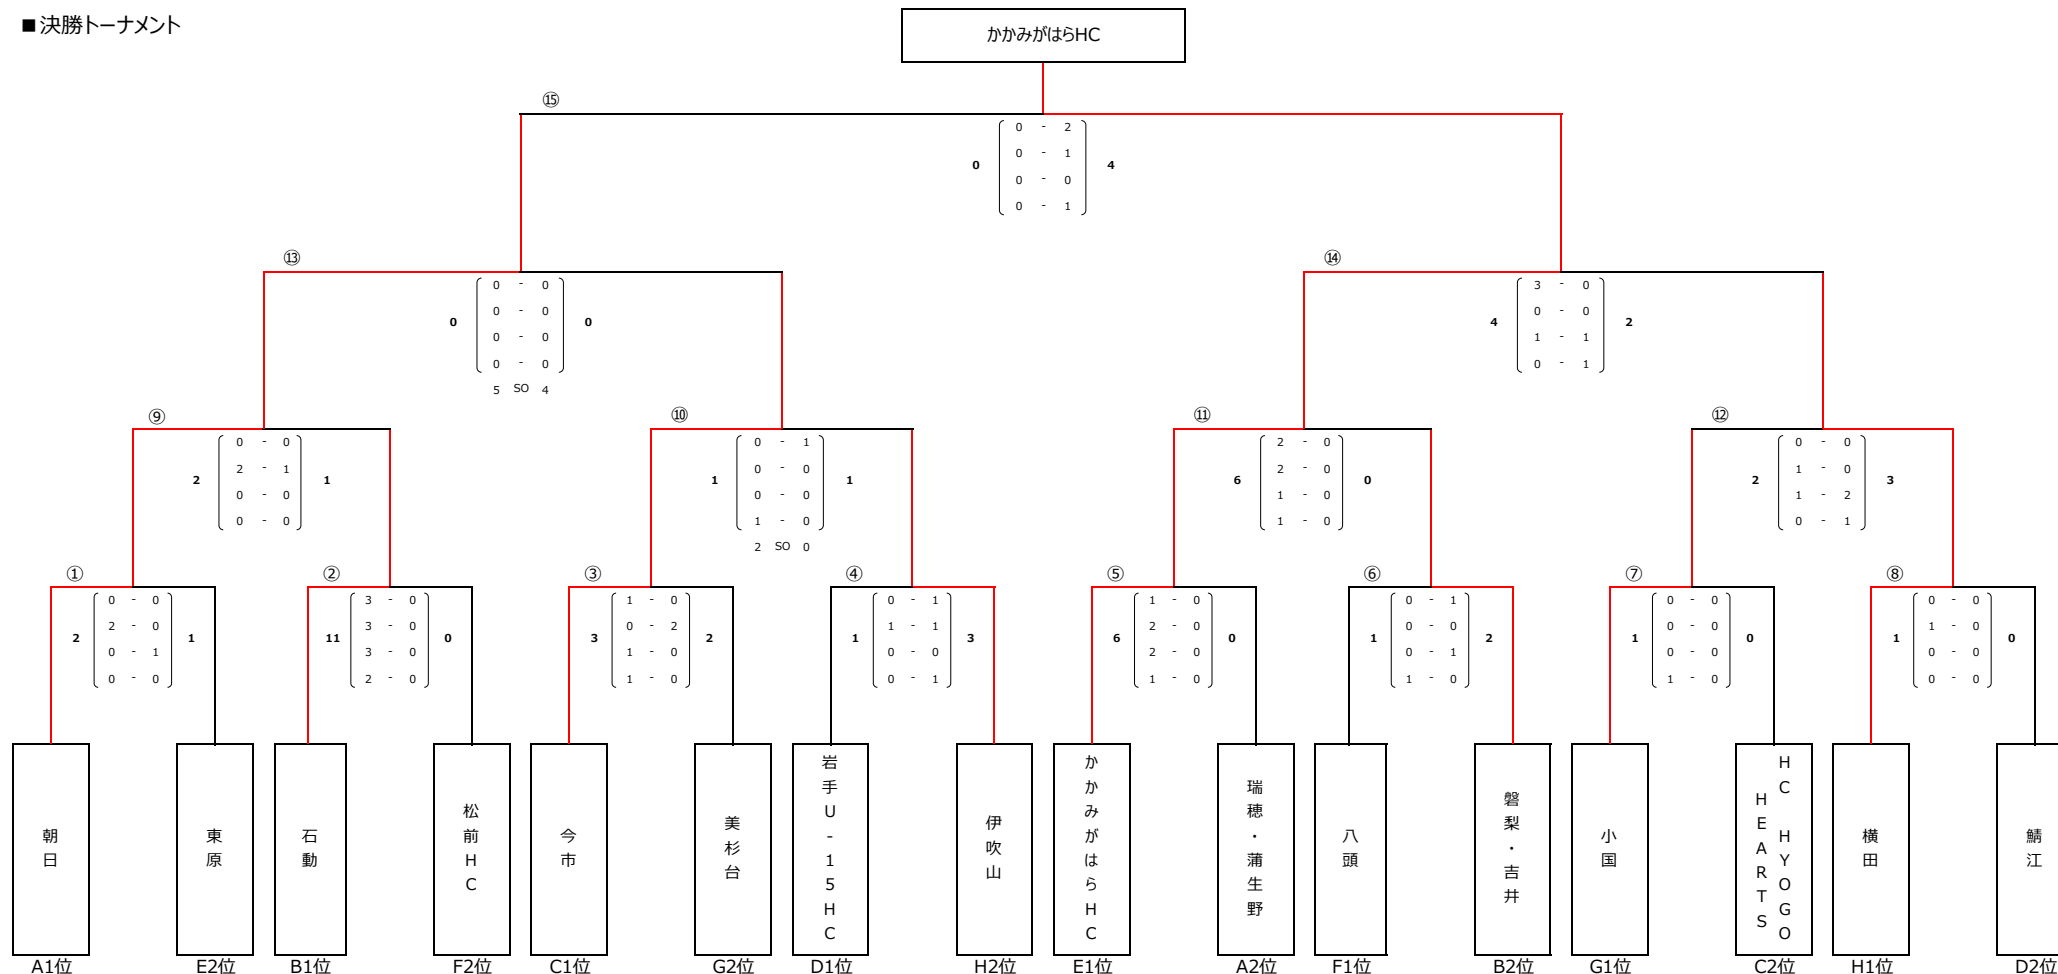 ■決勝トーナメント
かかみがはらHC
⑮
0 - 2
0 - 1
0 4
0 - 0
0 - 1
⑬ ⑭
0 - 0 3 - 0
0 - 0 0 - 0
0 0 4 2
0 - 0 1 - 1
0 - 0 0 - 1
5 SO 4
⑨ ⑩ ⑪ ⑫
0 - 0 0 - 1 2 - 0 0 - 0
2 - 1 0 - 0 2 - 0 1 - 0
2 1 1 1 6 0 2 3
0 - 0 0 - 0 1 - 0 1 - 2
0 - 0 1 - 0 1 - 0 0 - 1
2 SO 0
① ② ③ ④ ⑤ ⑥ ⑦ ⑧
0 - 0 3 - 0 1 - 0 0 - 1 1 - 0 0 - 1 0 - 0 0 - 0
2 - 0 3 - 0 0 - 2 1 - 1 2 - 0 0 - 0 0 - 0 1 - 0
2 1 11 0 3 2 1 3 6 0 1 2 1 0 1 0
0 - 1 3 - 0 1 - 0 0 - 0 2 - 0 0 - 1 0 - 0 0 - 0
0 - 0 2 - 0 1 - 0 0 - 1 1 - 0 1 - 0 1 - 0 0 - 0
朝日
東原
石動
松前HC
今市
美杉台
岩手U-15HC
伊吹山
かかみがはらHC
瑞穂・蒲生野
八頭
磐梨・吉井
小国
HC HYOGO
HEARTS
横田
鯖江
A1位 E2位 B1位 F2位 C1位 G2位 D1位 H2位 E1位 A2位 F1位 B2位 G1位 C2位 H1位 D2位